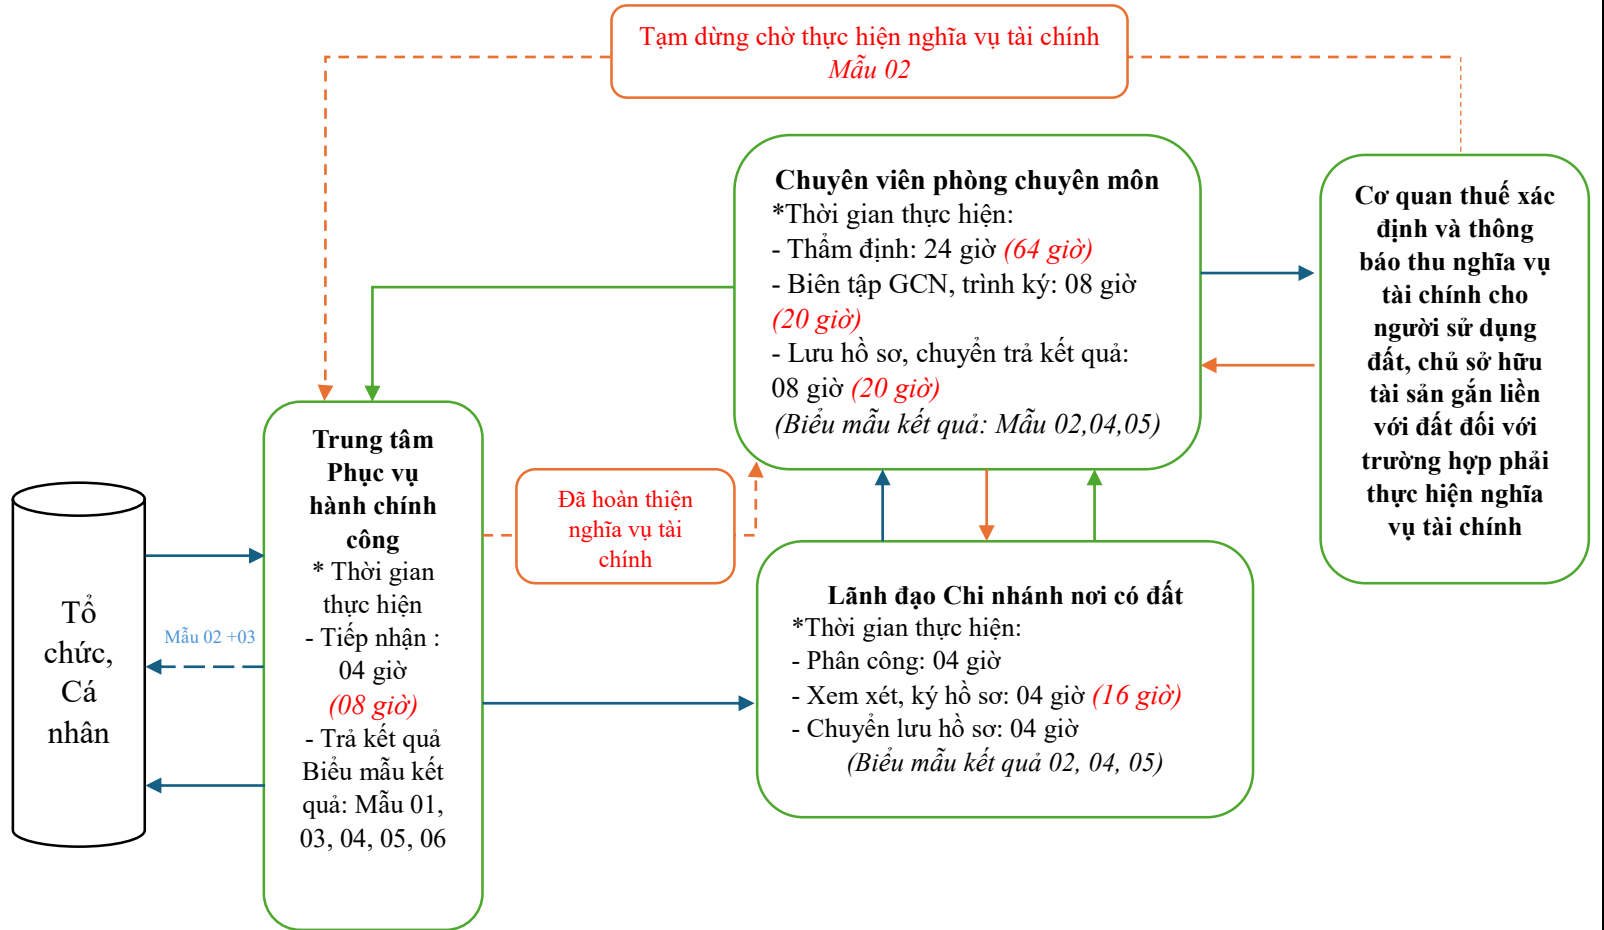 Tạm dừng chờ thực hiện nghĩa vụ tài chính
Mẫu 02
Chuyên viên phòng chuyên môn
*Thời gian thực hiện:
- Thẩm định: 24 giờ (64 giờ)
- Biên tập GCN, trình ký: 08 giờ
(20 giờ)
- Lưu hồ sơ, chuyển trả kết quả:
08 giờ (20 giờ)
(Biểu mẫu kết quả: Mẫu 02,04,05)
Cơ quan thuế xác
định và thông
báo thu nghĩa vụ
tài chính cho
người sử dụng
đất, chủ sở hữu
tài sản gắn liền
với đất đối với
trường hợp phải
thực hiện nghĩa
vụ tài chính
Trung tâm
Phục vụ
hành chính
công
* Thời gian
thực hiện
- Tiếp nhận :
04 giờ
(08 giờ)
- Trả kết quả
Biểu mẫu kết
quả: Mẫu 01,
03, 04, 05, 06
Đã hoàn thiện
nghĩa vụ tài
chính
Lãnh đạo Chi nhánh nơi có đất
*Thời gian thực hiện:
- Phân công: 04 giờ
- Xem xét, ký hồ sơ: 04 giờ (16 giờ)
- Chuyển lưu hồ sơ: 04 giờ
(Biểu mẫu kết quả 02, 04, 05)
Tổ
chức,
Cá
nhân
Mẫu 02 +03